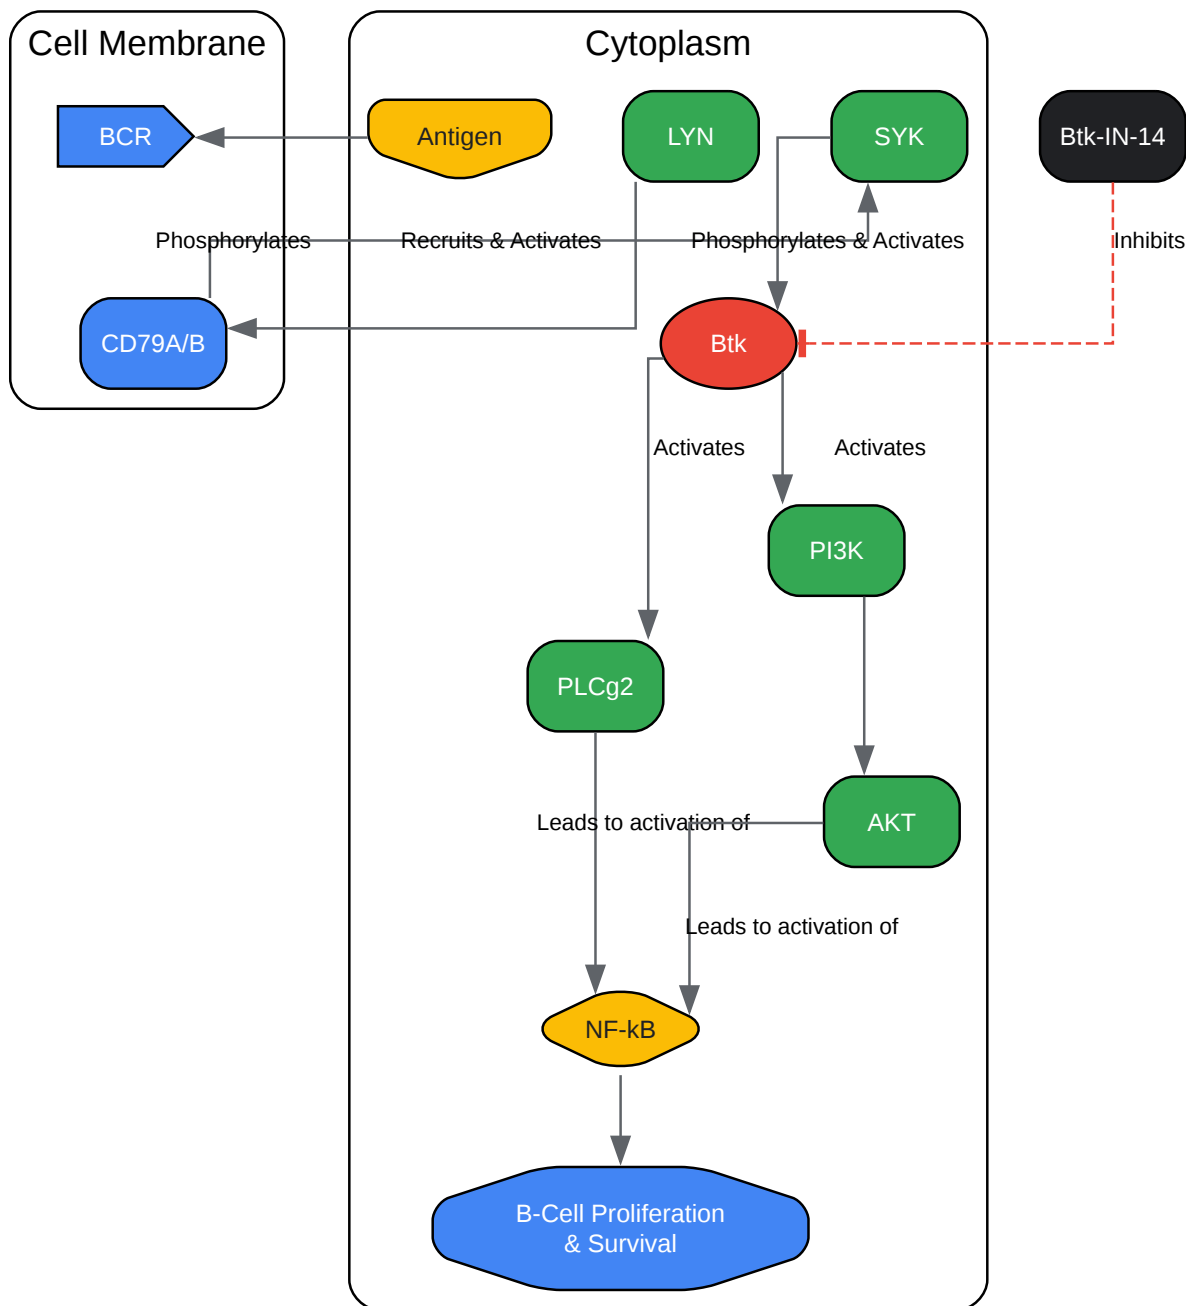 Cell Membrane
Cytoplasm
BCR
Antigen
LYN
SYK
Btk-IN-14
Phosphorylates
Recruits & Activates
Phosphorylates & Activates
Inhibits
CD79A/B
Btk
Activates
Activates
PI3K
PLCg2
Leads to activation of
AKT
Leads to activation of
NF-kB
B-Cell Proliferation
& Survival